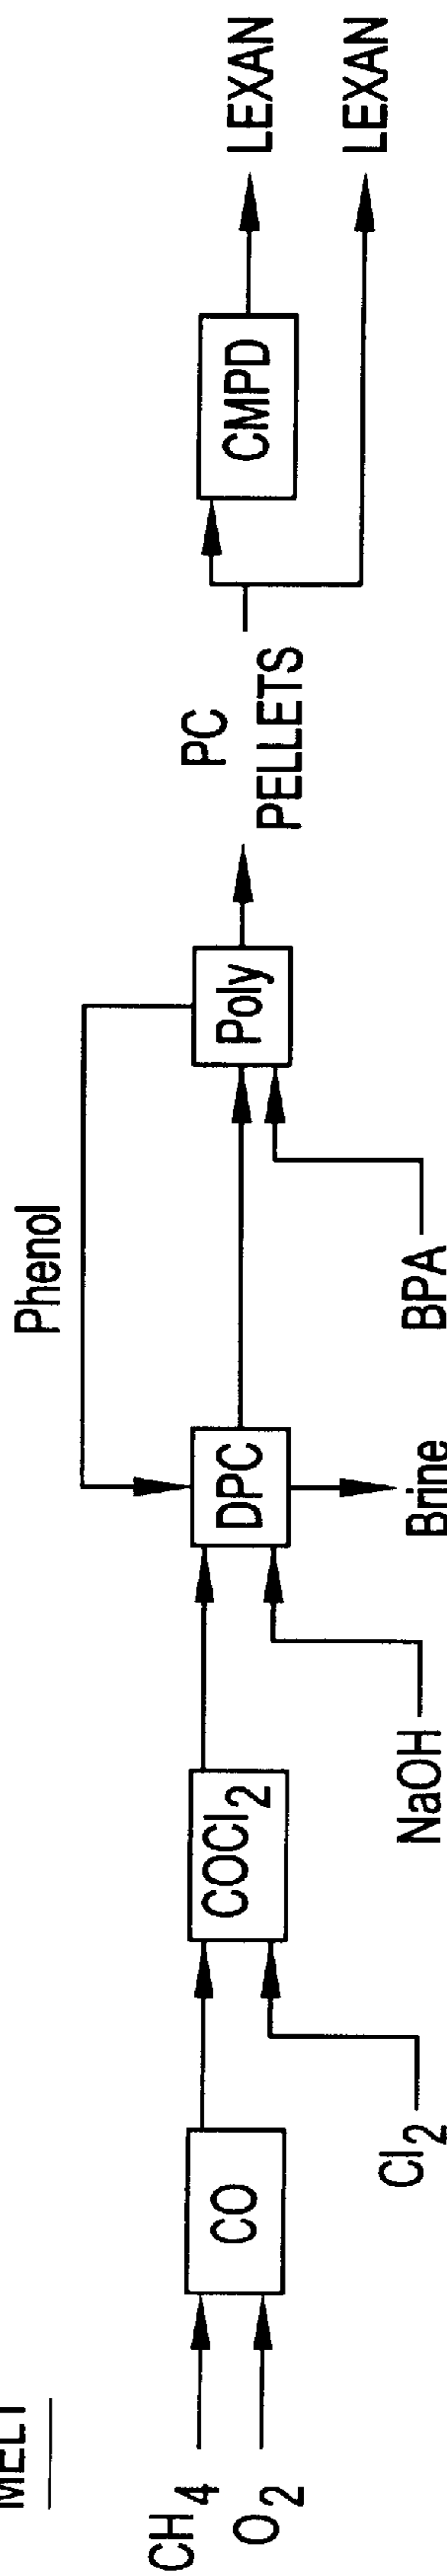 MELT
CH4
O2
CO
Cl2
COCl2
NaOH
DPC
Brine
Phenol
BPA
Poly
PC
PELLETS
CMPD
LEXAN
LEXAN